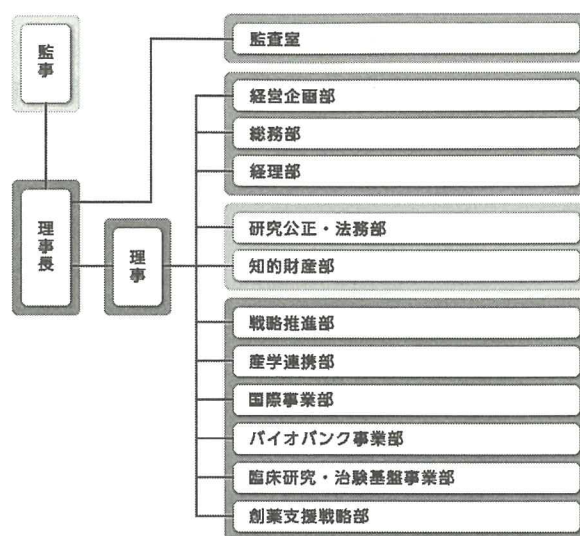 監事
理事長
理事
監査室
経営企画部
総務部
経理部
研究公正・法務部
知的財産部
戦略推進部
産学連携部
国際事業部
バイオバンク事業部
臨床研究・治験基盤事業部
創薬支援戦略部